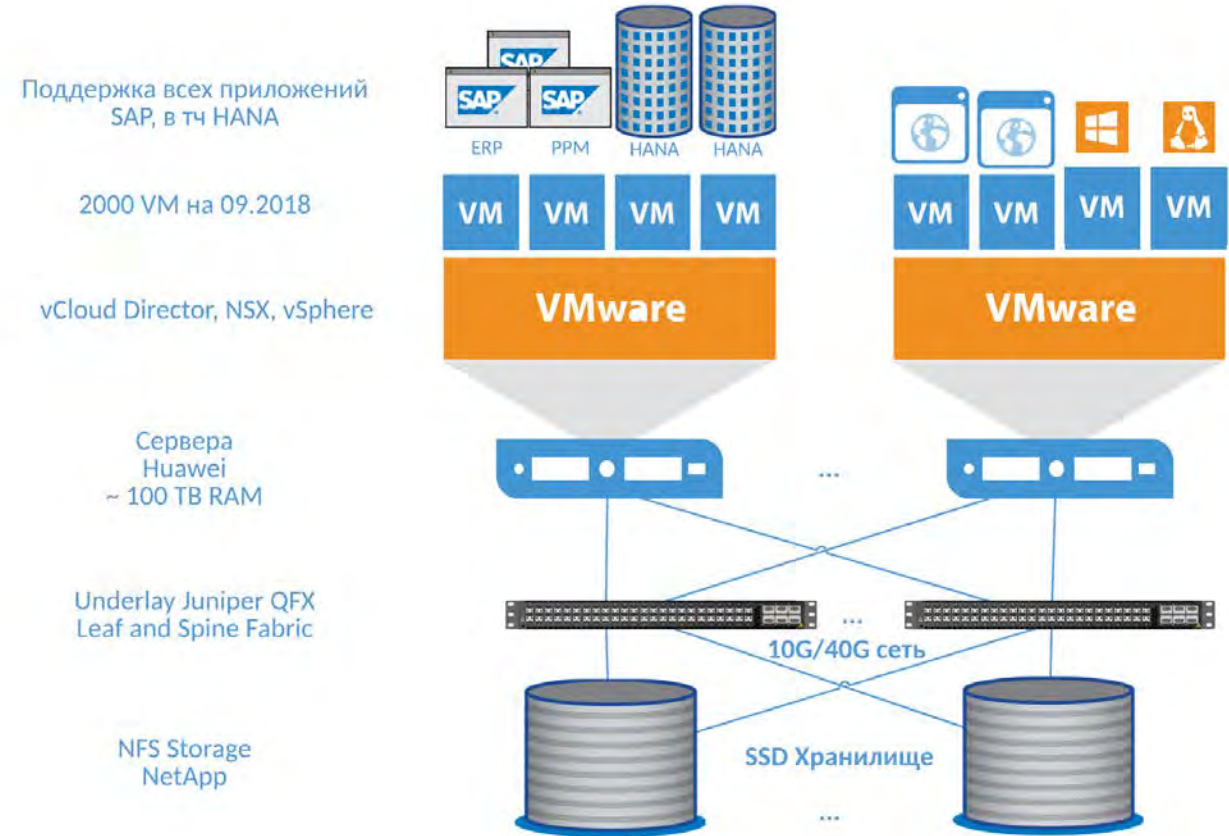 Поддержка всех приложений
SAP, в тч HANA
SAP
SAP SAP
ERP PPM HANA HANA
2000 VM на 09.2018
VM VM VM VM
VM VM VM VM
vCloud Director, NSX, vSphere
VMware
VMware
Сервера
Huawei
~ 100 TB RAM
...
Underlay Juniper QFX
Leaf and Spine Fabric
...
10G/40G сеть
NFS Storage
NetApp
SSD Хранилище
...